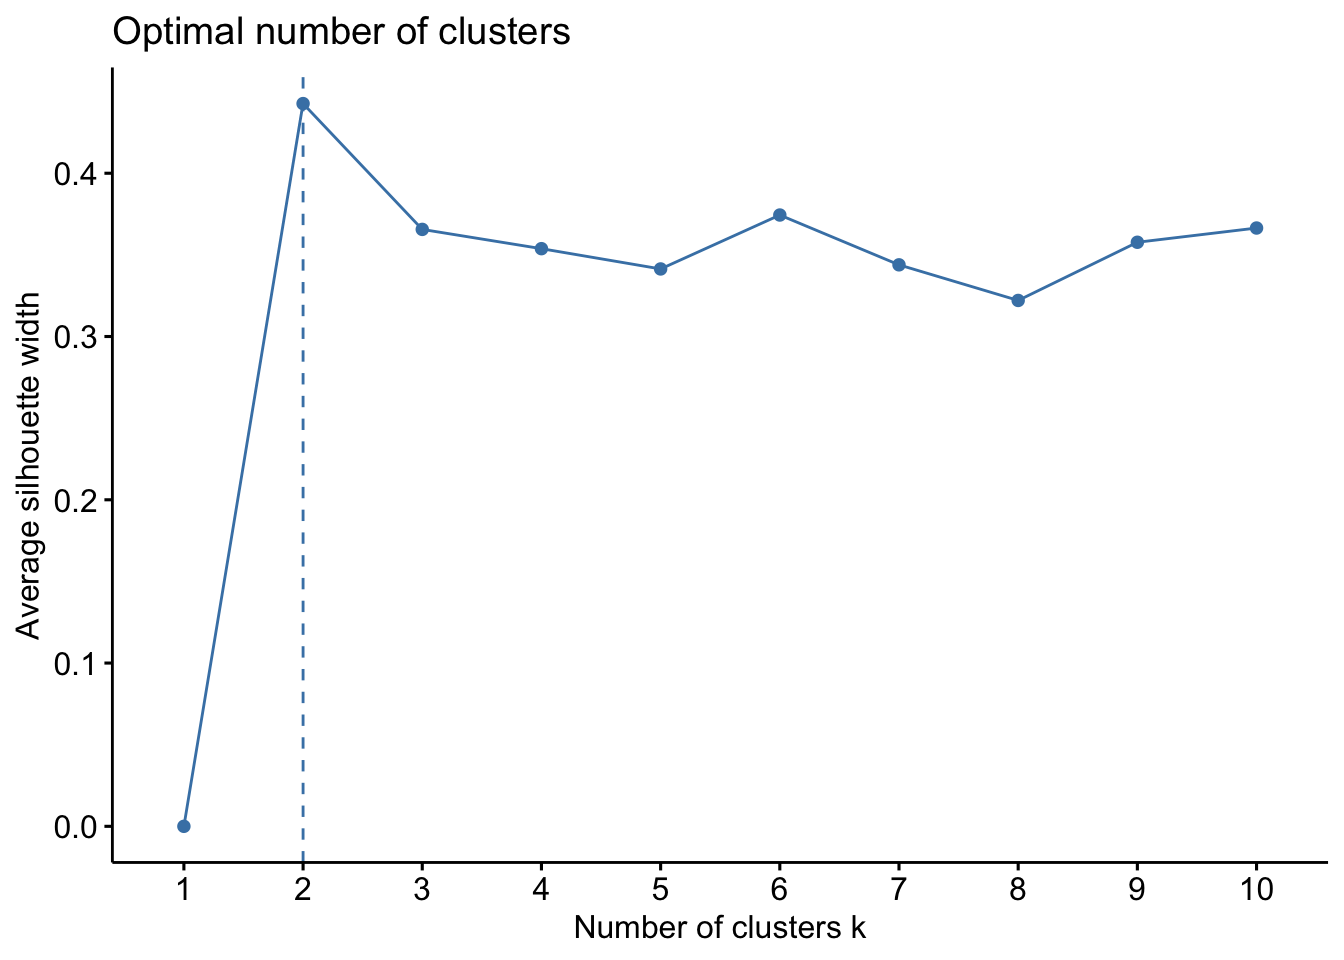 Optimal number of clusters
Average silhouette width
0.4
0.3
0.2
0.1
0.0
1 2 3 4 5 6 7 8 9 10
Number of clusters k